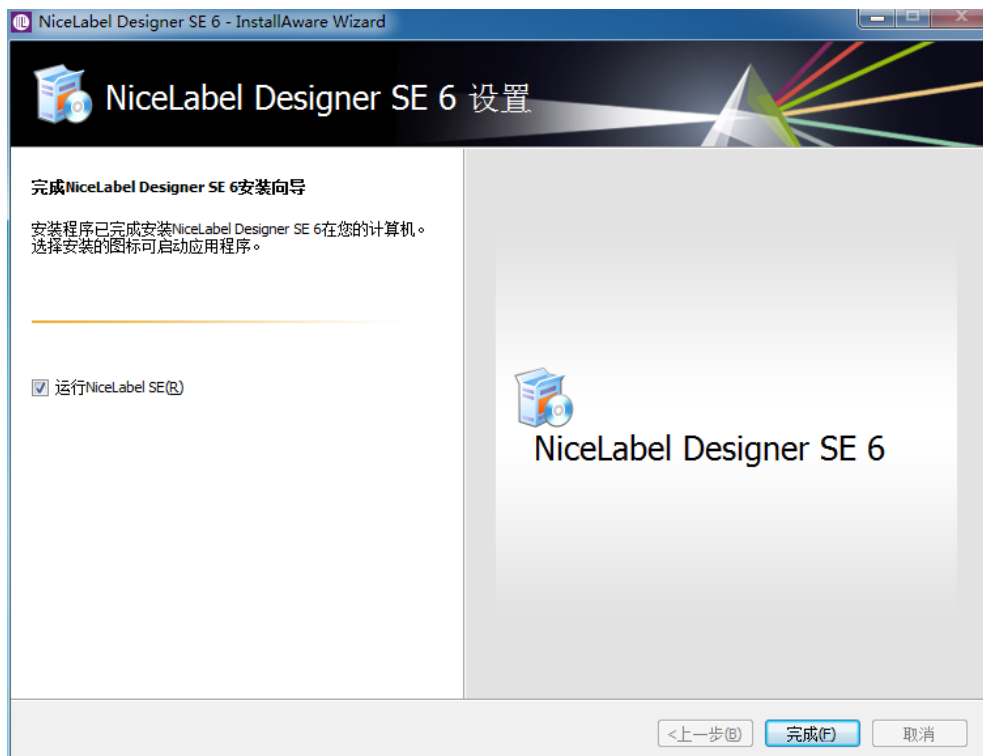 NiceLabel Designer SE 6 - InstallAware Wizard
NiceLabel Designer SE 6 设置
完成NiceLabel Designer SE 6安装向导
安装程序已完成安装NiceLabel Designer SE 6在您的计算机。
选择安装的图标可启动应用程序。
运行NiceLabel SE(R)
NiceLabel Designer SE 6
<上一步(B)
完成(F)
取消